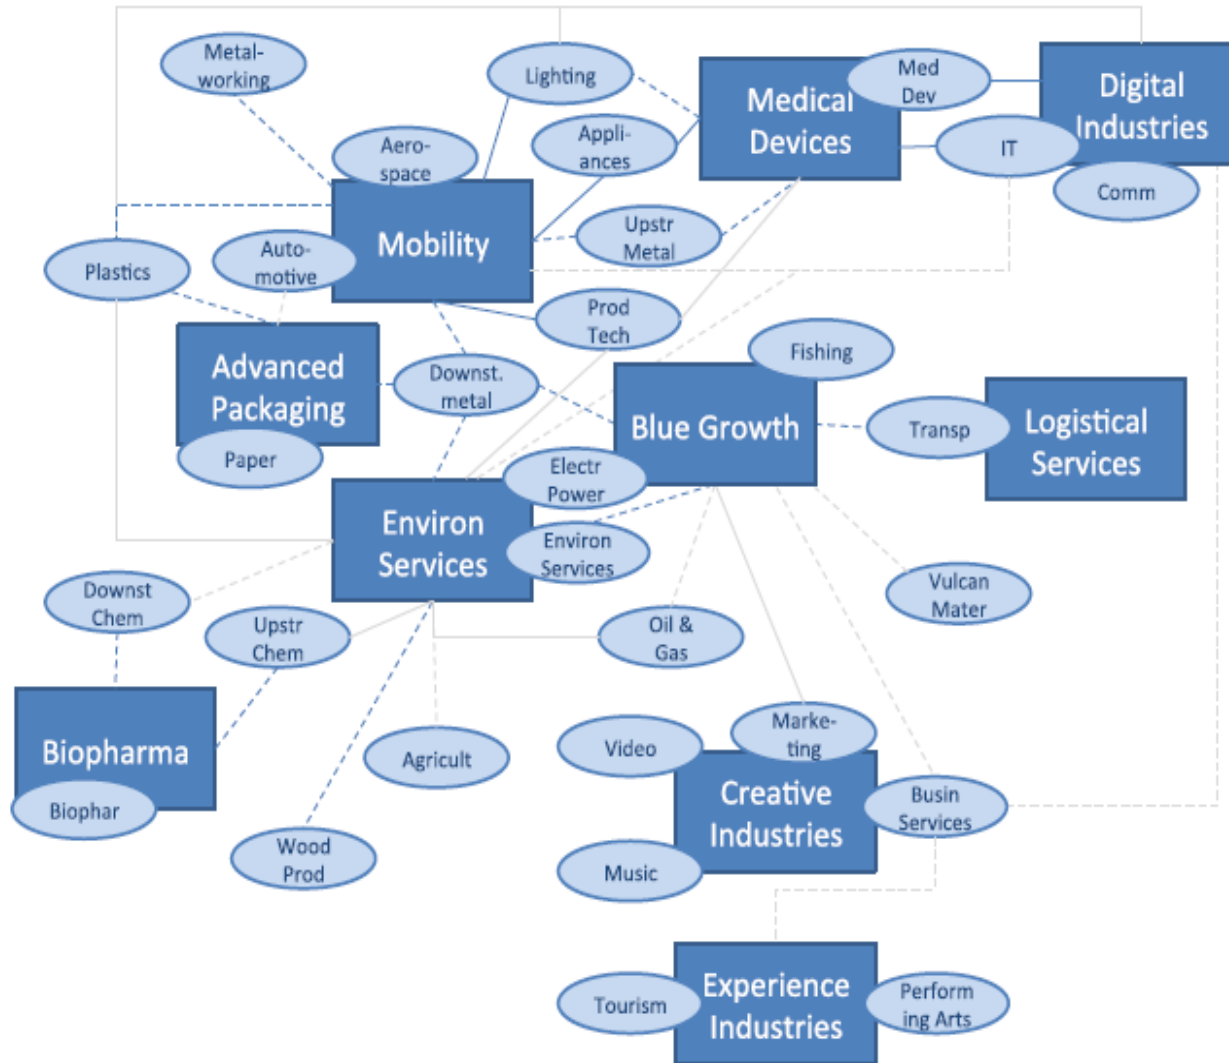 Metal-
working
Lighting
Med
Dev
Digital
Industries
Medical
Devices
Aero-
space
Appli-
ances
IT
Comm
Mobility
Upstr
Metal
Auto-
motive
Plastics
Prod
Tech
Fishing
Advanced
Packaging
Downst.
metal
Blue Growth
Transp
Logistical
Services
Paper
Electr
Power
Environ
Services
Environ
Services
Downst
Chem
Vulcan
Mater
Upstr
Chem
Oil &
Gas
Biopharma
Biophar
Agricult
Video
Marke-
ting
Creative
Industries
Busin
Services
Wood
Prod
Music
Tourism
Experience
Industries
Perform
ing Arts